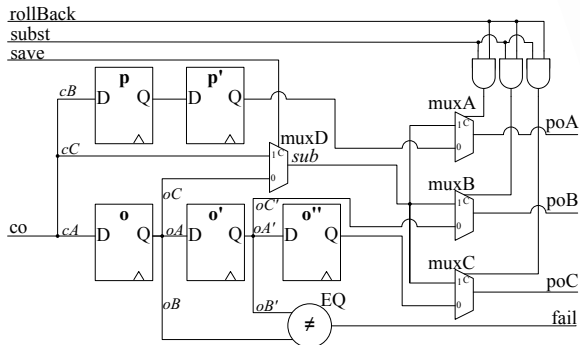 rollBack
subst
save
p p'
cB D Q D Q
muxA
1 C
0
poA
muxD
cC 1 C sub
0
muxB
1 C
0
poB
oC
oC'
o o' o''
co cA D Q oA D Q oA' D Q
muxC
1 C
0
poC
oB oB' EQ
≠
fail